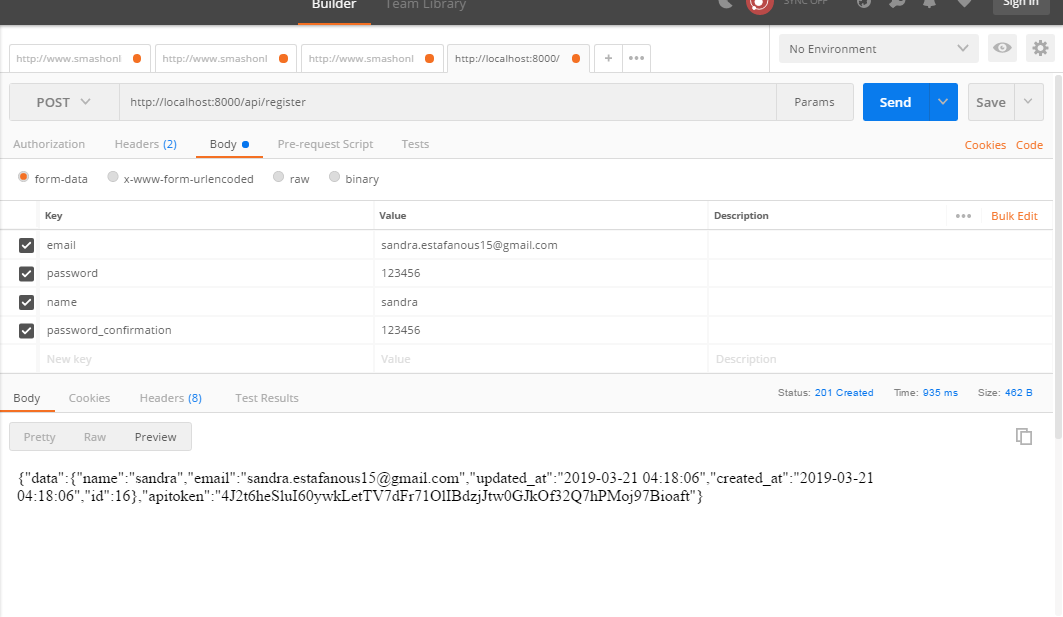 Builder Team Library SYNC OFF Sign In
http://www.smashonl http://www.smashonl http://www.smashonl http://localhost:8000/ + ••• No Environment
POST http://localhost:8000/api/register Params Send Save
Authorization Headers (2) Body Pre-request Script Tests Cookies Code
form-data x-www-form-urlencoded raw binary
Key Value Description ••• Bulk Edit
email sandra.estafanous15@gmail.com
password 123456
name sandra
password_confirmation 123456
New key Value Description
Body Cookies Headers (8) Test Results Status: 201 Created Time: 935 ms Size: 462 B
Pretty Raw Preview
{"data":{"name":"sandra","email":"sandra.estafanous15@gmail.com","updated_at":"2019-03-21 04:18:06","created_at":"2019-03-21
04:18:06","id":16},"apitoken":"4J2t6heSluI60ywkLetTV7dFr71OlIBdzjJtw0GJkOf32Q7hPMoj97Bioaft"}